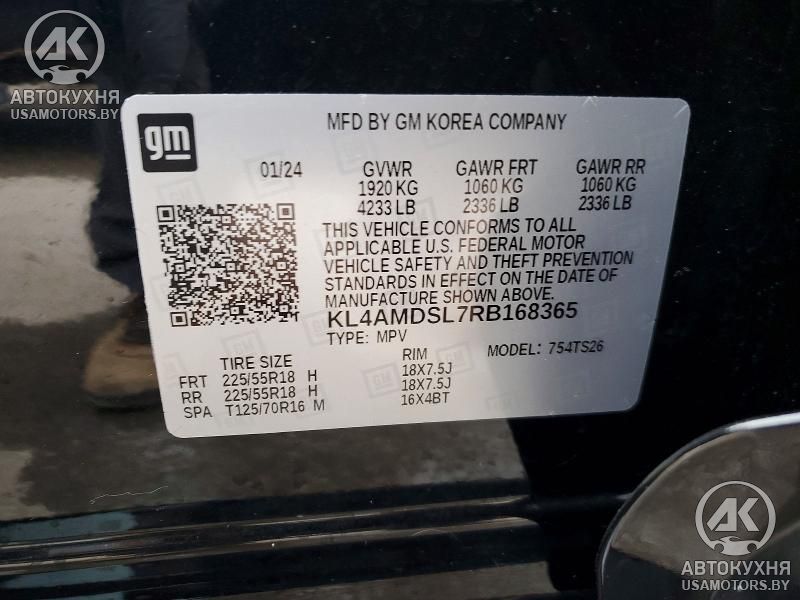 AK
АВТОКУХНЯ
USAMOTORS.BY
gm
MFD BY GM KOREA COMPANY
01/24 GVWR GAWR FRT GAWR RR
1920 KG 1060 KG 1060 KG
4233 LB 2336 LB 2336 LB
THIS VEHICLE CONFORMS TO ALL
APPLICABLE U.S. FEDERAL MOTOR
VEHICLE SAFETY AND THEFT PREVENTION
STANDARDS IN EFFECT ON THE DATE OF
MANUFACTURE SHOWN ABOVE.
KL4AMDSL7RB168365
TYPE: MPV MODEL: 754TS26
TIRE SIZE RIM
FRT 225/55R18 H 18X7.5J
RR 225/55R18 H 18X7.5J
SPA T125/70R16 M 16X4BT
AK
АВТОКУХНЯ
USAMOTORS.BY